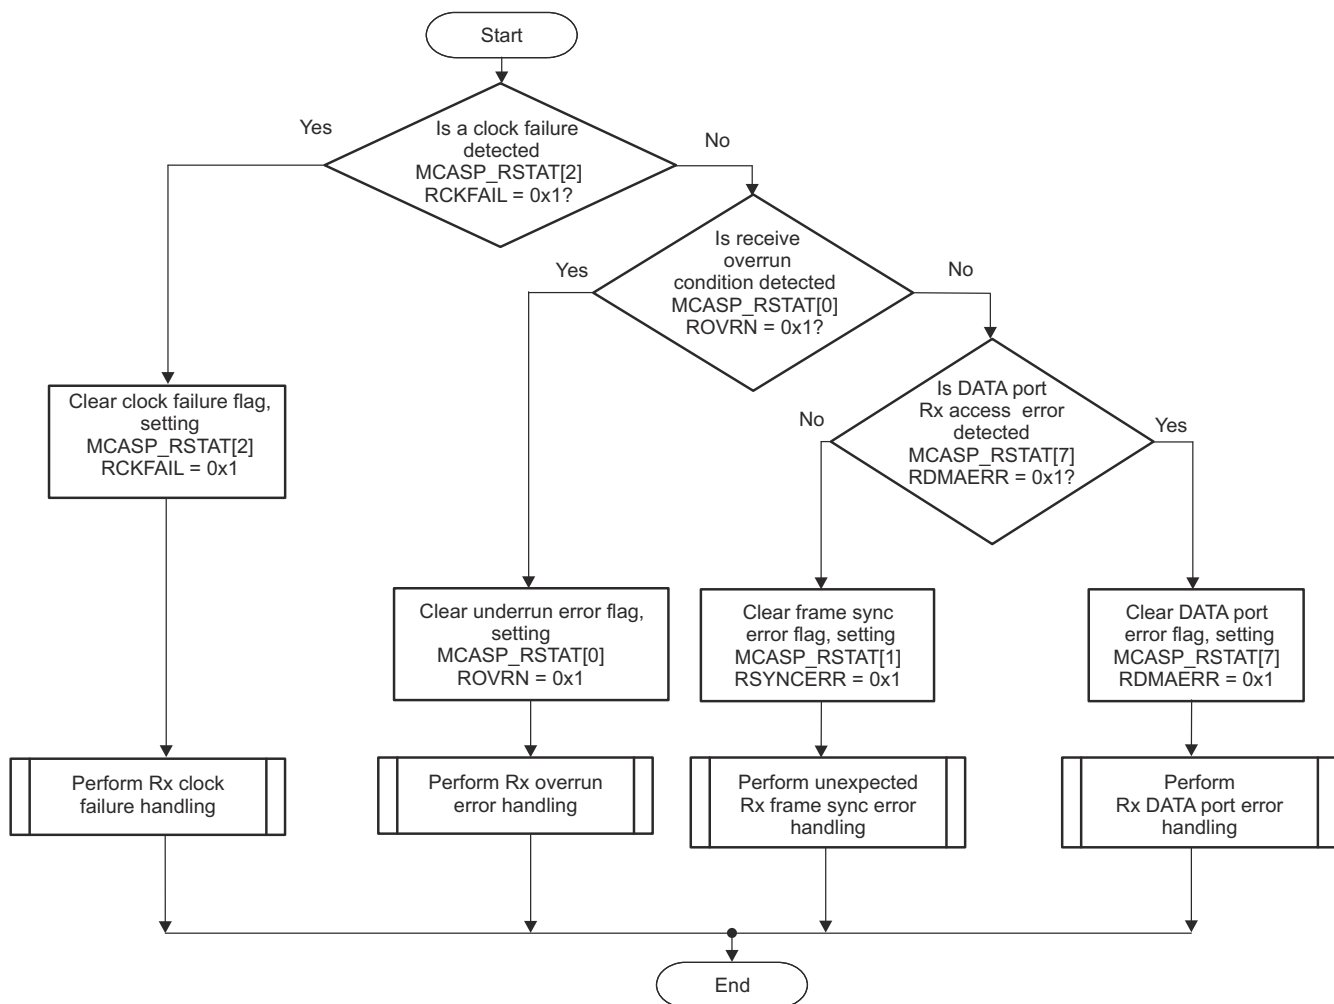 Start
Is a clock failure
detected
MCASP_RSTAT[2]
RCKFAIL = 0x1?
Yes
No
Is receive
overrun
condition detected
MCASP_RSTAT[0]
ROVRN = 0x1?
Yes
No
Is DATA port
Rx access error
detected
MCASP_RSTAT[7]
RDMAERR = 0x1?
No
Yes
Clear clock failure flag,
setting
MCASP_RSTAT[2]
RCKFAIL = 0x1
Clear underrun error flag,
setting
MCASP_RSTAT[0]
ROVRN = 0x1
Clear frame sync
error flag, setting
MCASP_RSTAT[1]
RSYNCERR = 0x1
Clear DATA port
error flag, setting
MCASP_RSTAT[7]
RDMAERR = 0x1
Perform Rx clock
failure handling
Perform Rx overrun
error handling
Perform unexpected
Rx frame sync error
handling
Perform
Rx DATA port error
handling
End